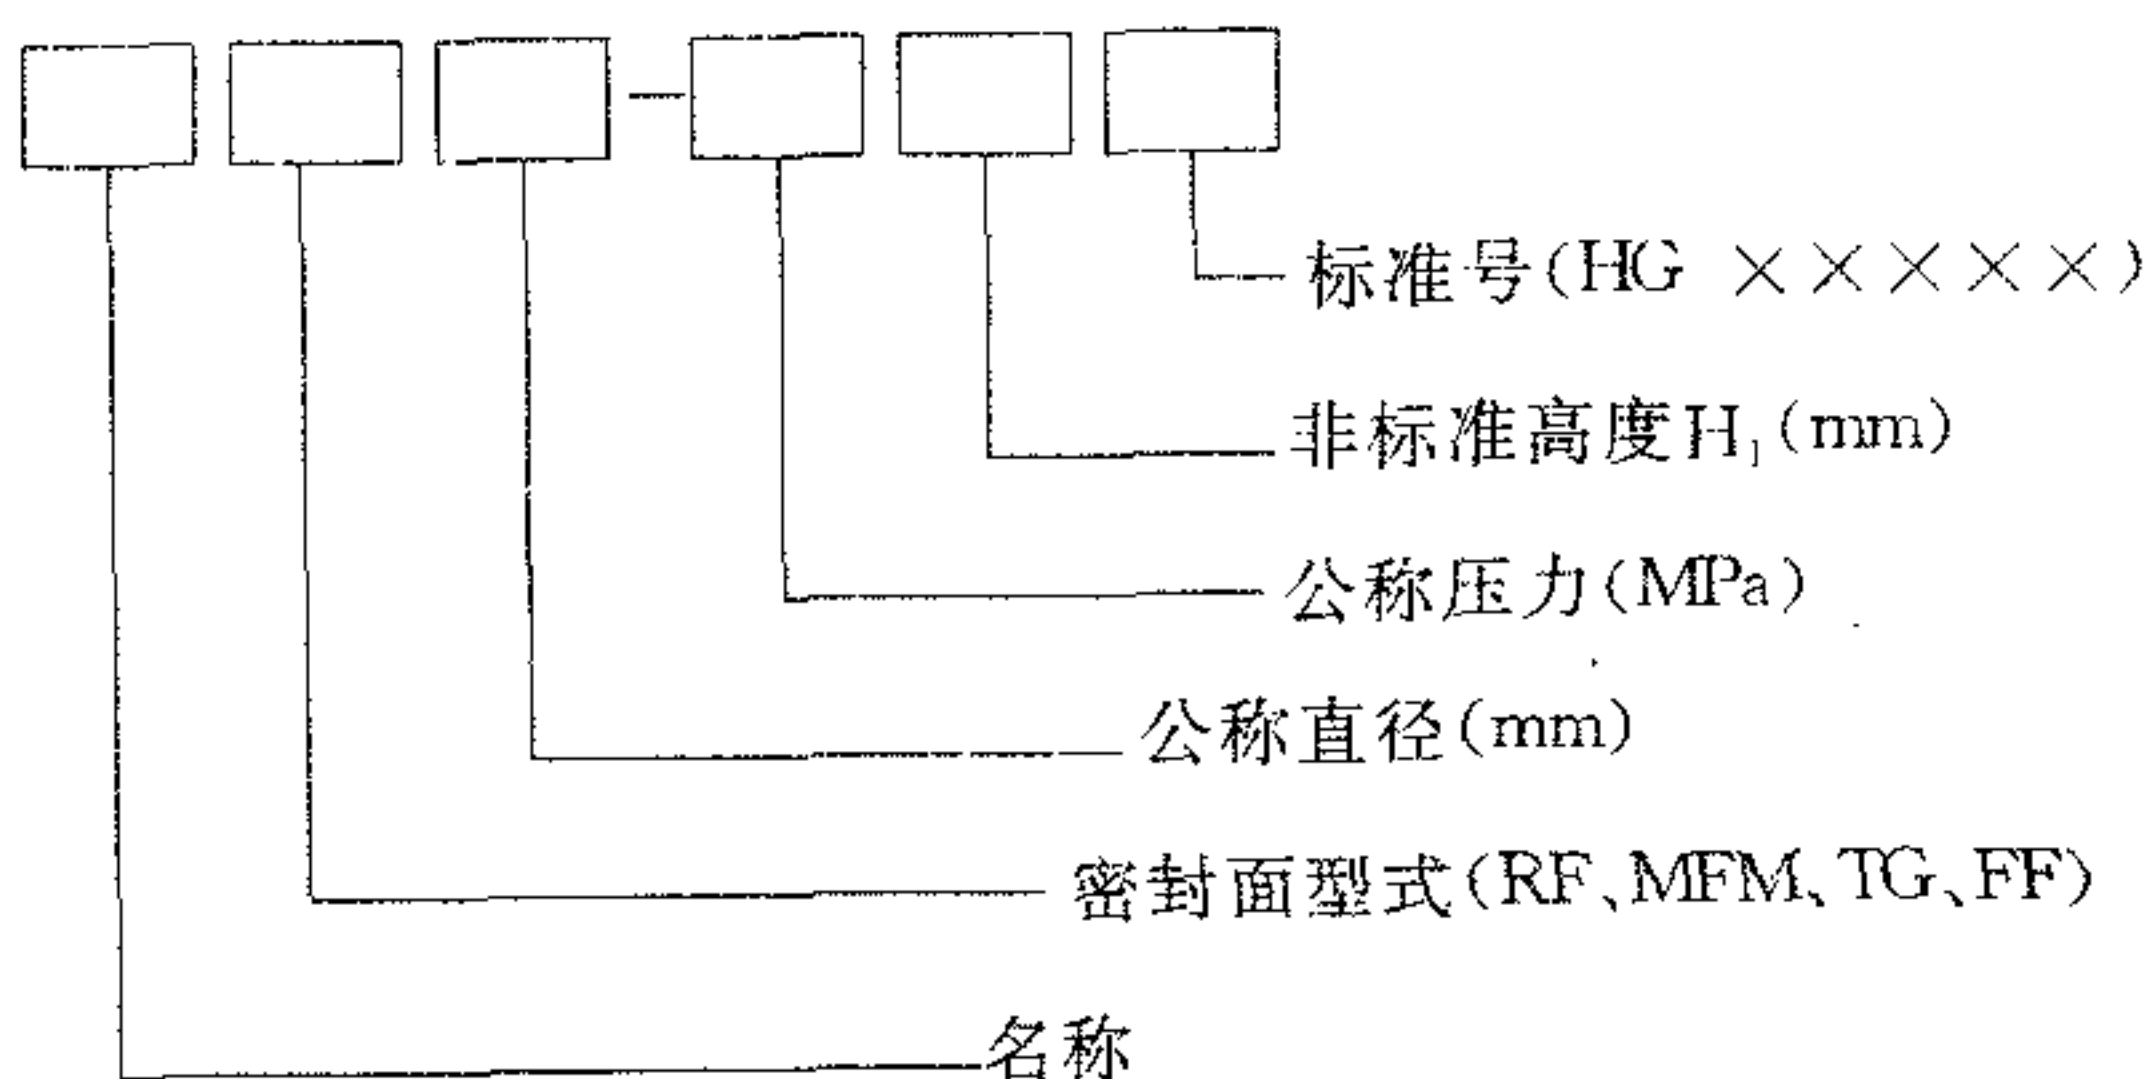 标准号(HG ×××××)
非标准高度H₁(mm)
公称压力(MPa)
公称直径(mm)
密封面型式(RF、MFM、TG、FF)
名称